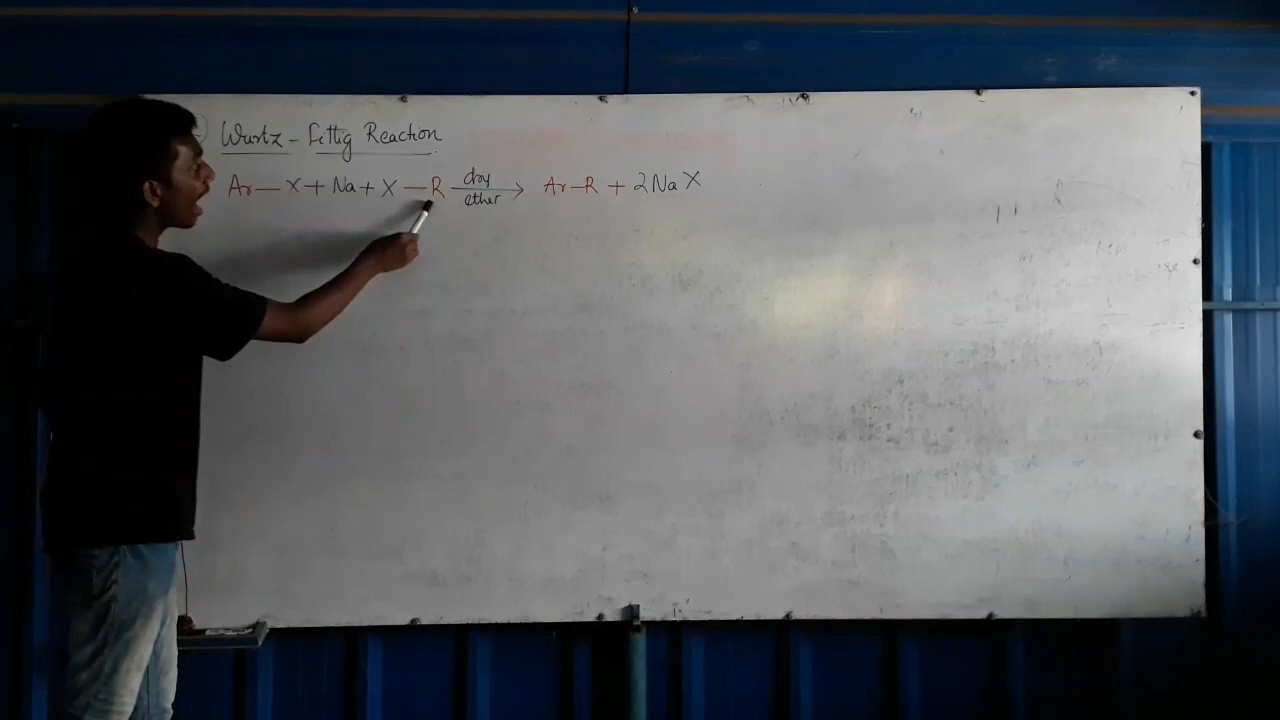 Wurtz - Fittig Reaction
Ar — X + Na + X — R dry ether → Ar-R + 2NaX